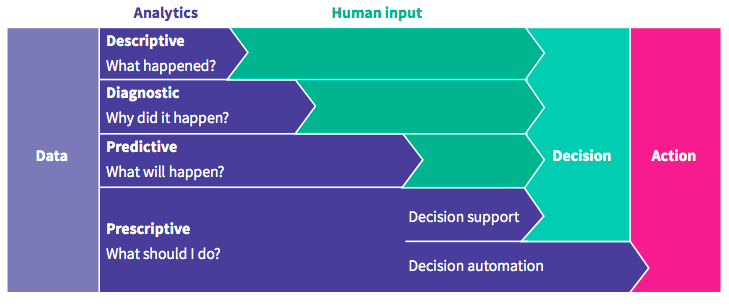 Analytics
Human input
Descriptive
What happened?
Diagnostic
Why did it happen?
Predictive
What will happen?
Prescriptive
What should I do?
Decision support
Decision automation
Data
Decision
Action